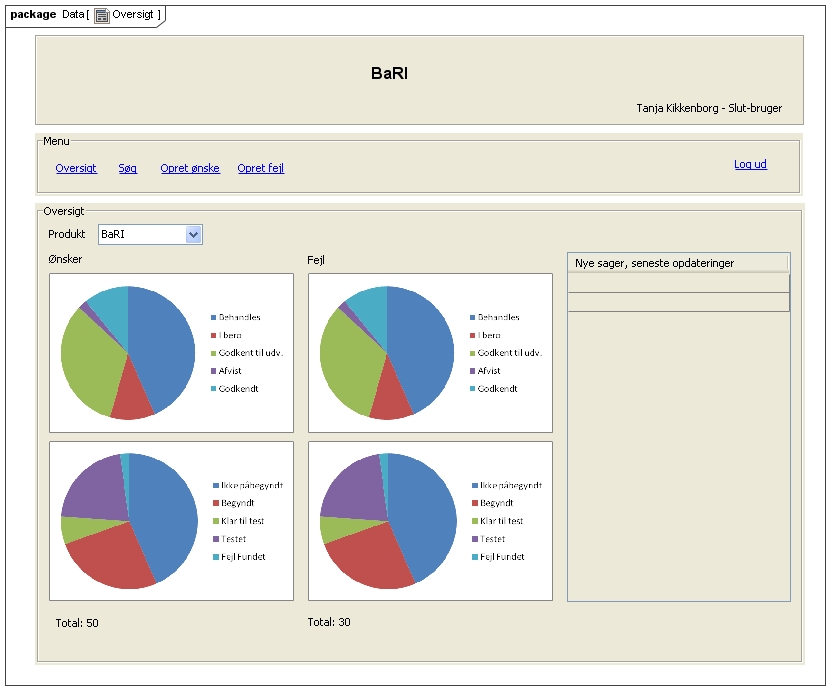 package Data [ Oversigt ]
BaRI
Tanja Kikkenborg - Slut-bruger
Menu
Oversigt Søg Opret ønske Opret fejl Log ud
Oversigt
Produkt BaRI
Ønsker
Behandles
I bero
Godkent til udv.
Afvist
Godkendt
Ikke påbegyndt
Begyndt
Klar til test
Testet
Fejl Fundet
Total: 50
Fejl
Behandles
I bero
Godkent til udv.
Afvist
Godkendt
Ikke påbegyndt
Begyndt
Klar til test
Testet
Fejl Fundet
Total: 30
Nye sager, seneste opdateringer